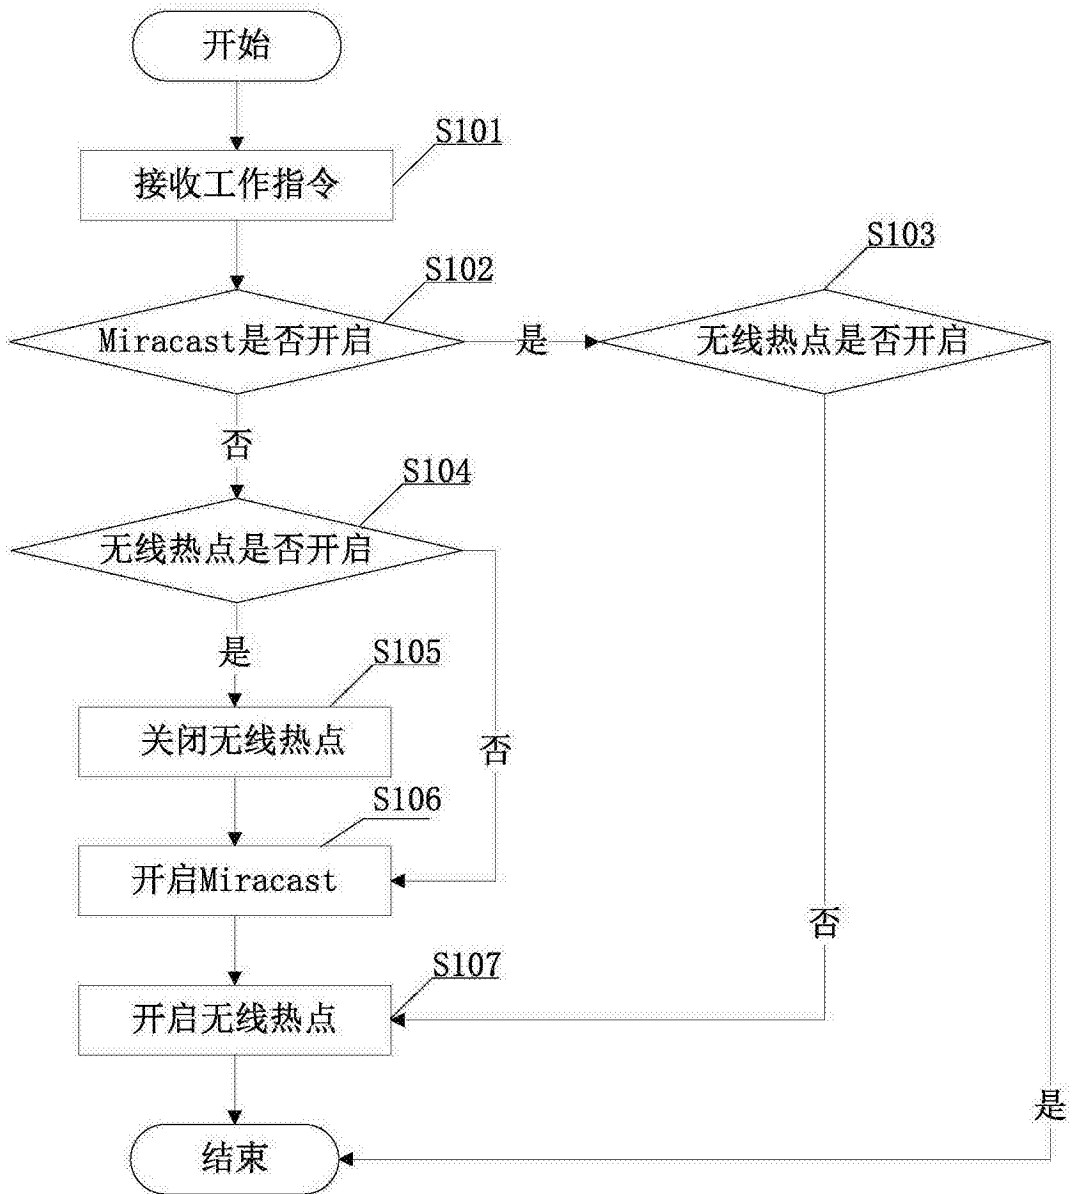 开始
S101
接收工作指令
S103
S102
Miracast是否开启
是
无线热点是否开启
否
S104
无线热点是否开启
是
S105
关闭无线热点
否
S106
开启Miracast
否
S107
开启无线热点
是
结束